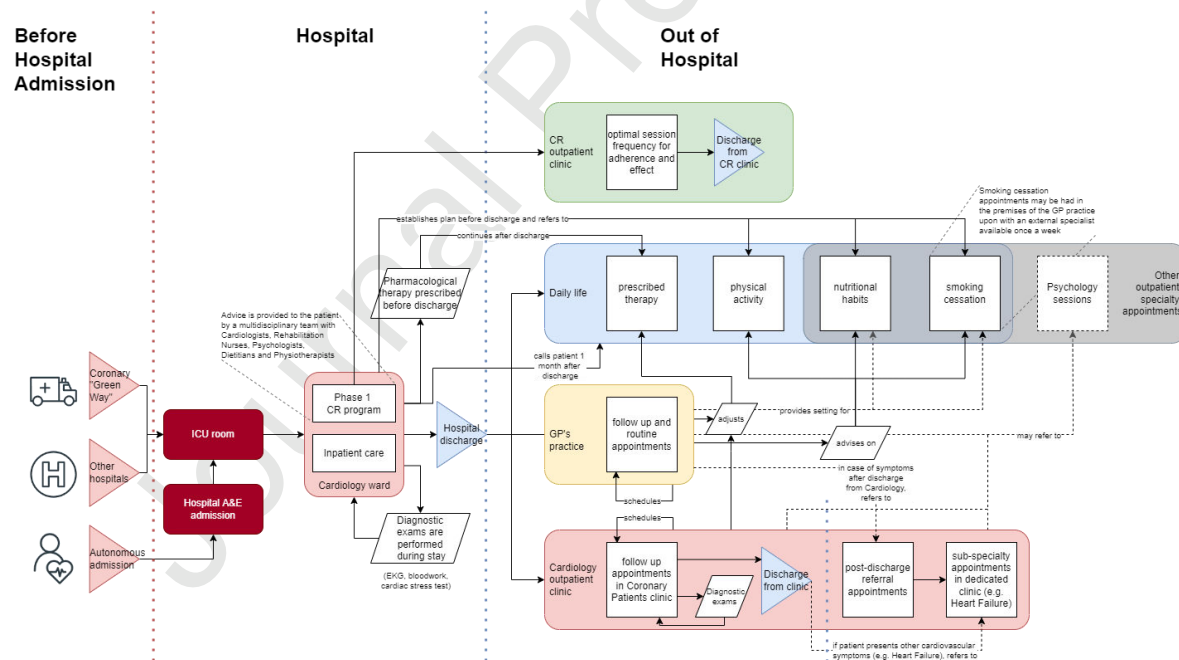 Before
Hospital
Admission
Hospital
Out of
Hospital
Journal Pr
CR
outpatient
clinic
optimal session
frequency for
adherence and
effect
Discharge
from
CR clinic
Smoking cessation
appointments may be had in
the premises of the GP practice
upon with an external specialist
available once a week
establishes plan before discharge and refers to
continues after discharge
Pharmacological
therapy prescribed
before discharge
Daily life
prescribed
therapy
physical
activity
nutritional
habits
smoking
cessation
Psychology
sessions
Other
outpatient
specialty
appointments
Advice is provided to the patient
by a multidisciplinary team with
Cardiologists, Rehabilitation
Nurses, Psychologists,
Dietitians and Physiotherapists
calls patient 1
month after
discharge
Coronary
"Green
Way"
H
Other
hospitals
Autonomous
admission
ICU room
Hospital A&E
admission
Phase 1
CR program
Inpatient care
Cardiology ward
Hospital
discharge
Diagnostic
exams are
performed
during stay
(EKG, bloodwork,
cardiac stress test)
GP's
practice
follow up and
routine
appointments
adjusts
provides setting for
advises on
may refer to
in case of symptoms
after discharge
from Cardiology,
refers to
schedules
schedules
Cardiology
outpatient
clinic
follow up
appointments
in Coronary
Patients clinic
Diagnostic
exams
Discharge
from clinic
post-discharge
referral
appointments
sub-specialty
appointments
in dedicated
clinic (e.g.
Heart Failure)
if patient presents other cardiovascular
symptoms (e.g. Heart Failure), refers to